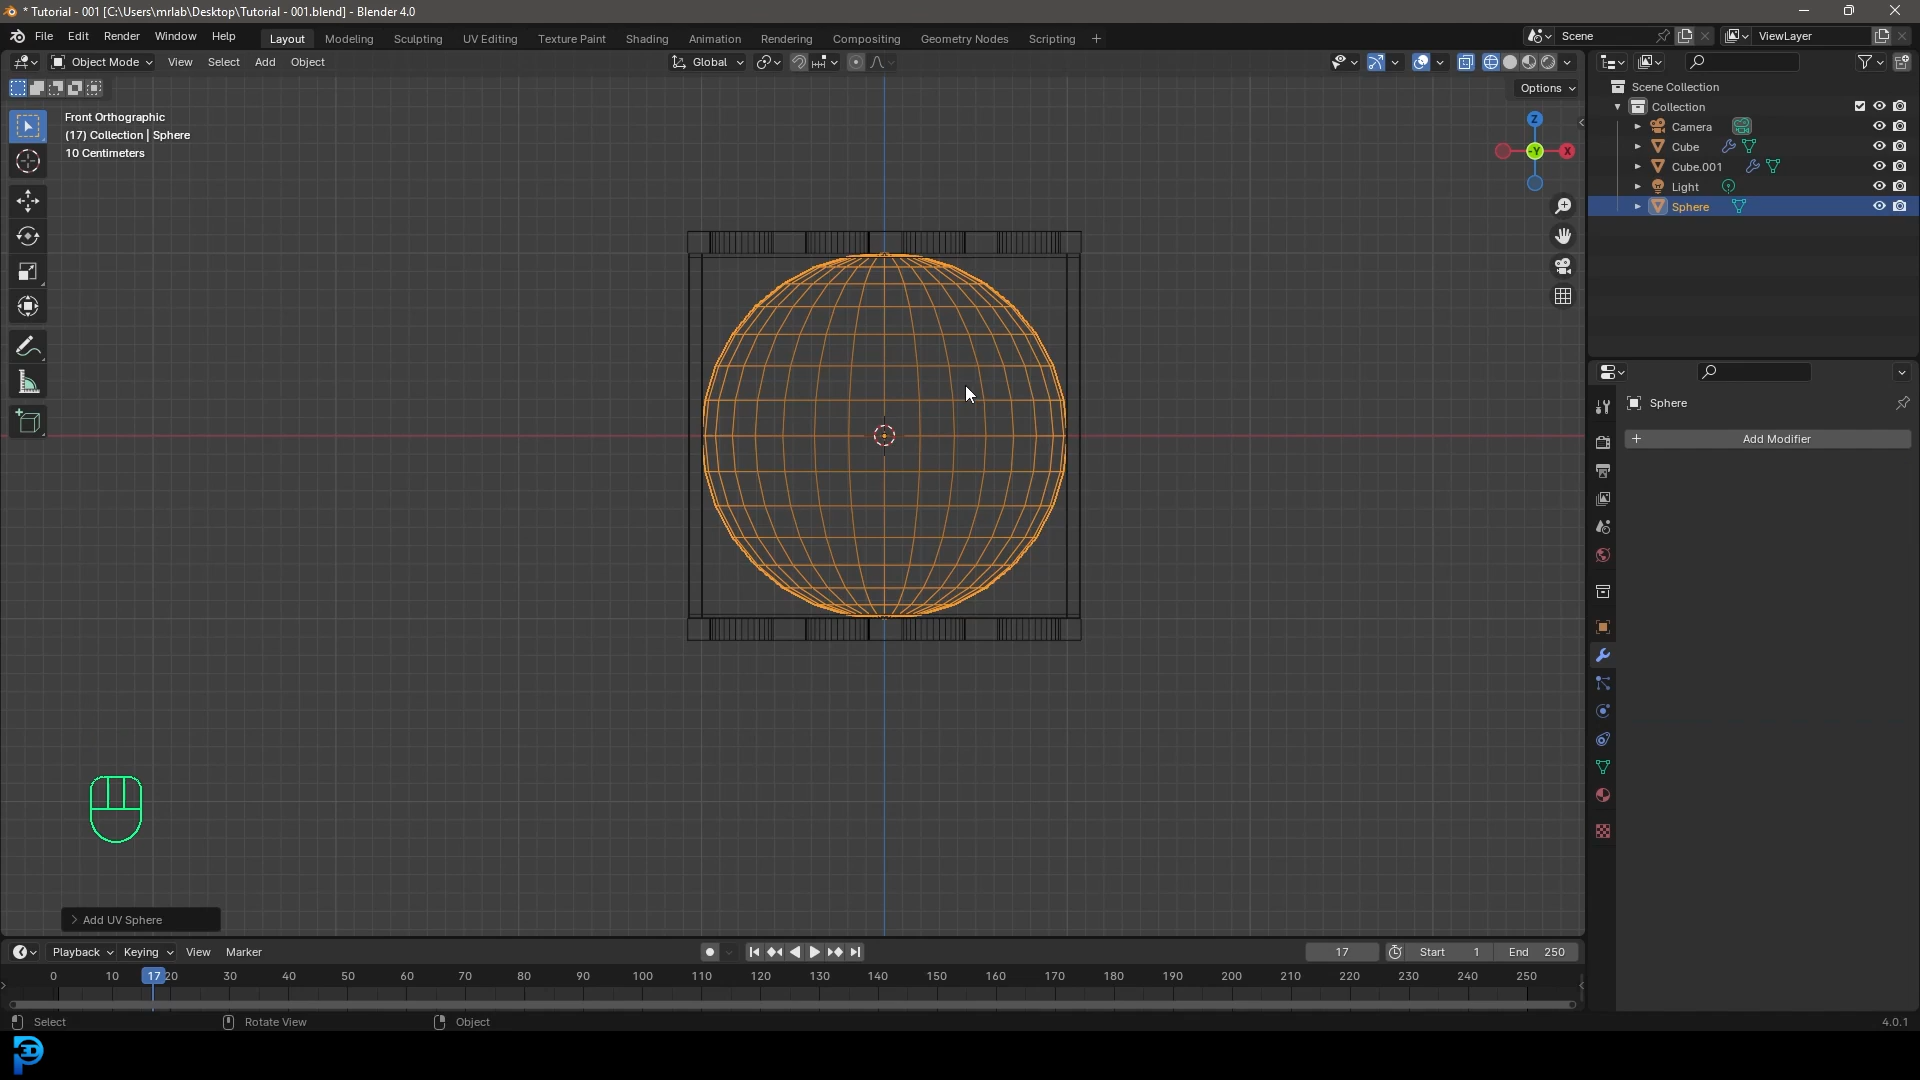 * Tutorial - 001 [C:\Users\mrlab\Desktop\Tutorial - 001.blend] - Blender 4.0
File Edit Render Window Help Layout Modeling Sculpting UV Editing Texture Paint Shading Animation Rendering Compositing Geometry Nodes Scripting + Scene ViewLayer
Object Mode View Select Add Object Global
Options
Front Orthographic
(17) Collection | Sphere
10 Centimeters
Z
-Y
X
Scene Collection
Collection
Camera
Cube
Cube.001
Light
Sphere
Sphere
+ Add Modifier
> Add UV Sphere
Playback Keying View Marker 17 Start 1 End 250
0 10 17 20 30 40 50 60 70 80 90 100 110 120 130 140 150 160 170 180 190 200 210 220 230 240 250
Select Rotate View Object 4.0.1
3D